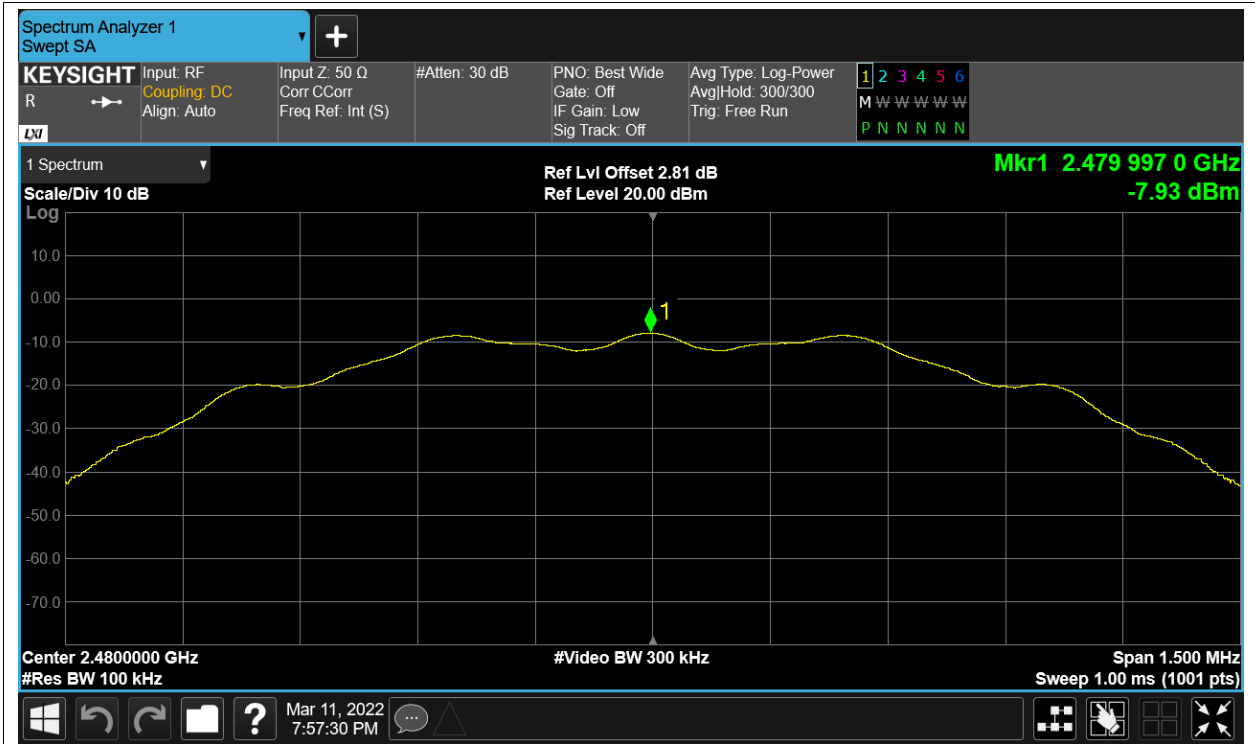 Spectrum Analyzer 1
Swept SA
+
KEYSIGHT
R
LXI
Input: RF
Coupling: DC
Align: Auto
Input Z: 50 Ω
Corr CCorr
Freq Ref: Int (S)
#Atten: 30 dB
PNO: Best Wide
Gate: Off
IF Gain: Low
Sig Track: Off
Avg Type: Log-Power
Avg|Hold: 300/300
Trig: Free Run
1 2 3 4 5 6
M W W W W W
P N N N N N
1 Spectrum
Scale/Div 10 dB
Log
Ref Lvl Offset 2.81 dB
Ref Level 20.00 dBm
Mkr1 2.479 997 0 GHz
-7.93 dBm
10.0
0.00
1
-10.0
-20.0
-30.0
-40.0
-50.0
-60.0
-70.0
Center 2.4800000 GHz
#Res BW 100 kHz
#Video BW 300 kHz
Span 1.500 MHz
Sweep 1.00 ms (1001 pts)
?
Mar 11, 2022
7:57:30 PM